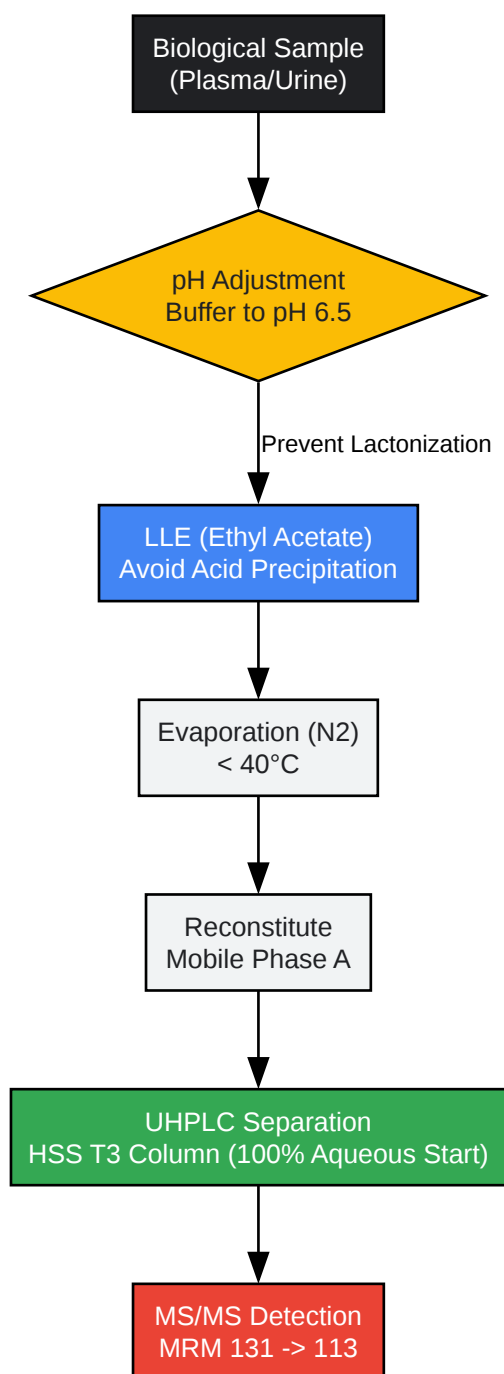 Biological Sample
(Plasma/Urine)
pH Adjustment
Buffer to pH 6.5
Prevent Lactonization
LLE (Ethyl Acetate)
Avoid Acid Precipitation
Evaporation (N2)
< 40°C
Reconstitute
Mobile Phase A
UHPLC Separation
HSS T3 Column (100% Aqueous Start)
MS/MS Detection
MRM 131 -> 113